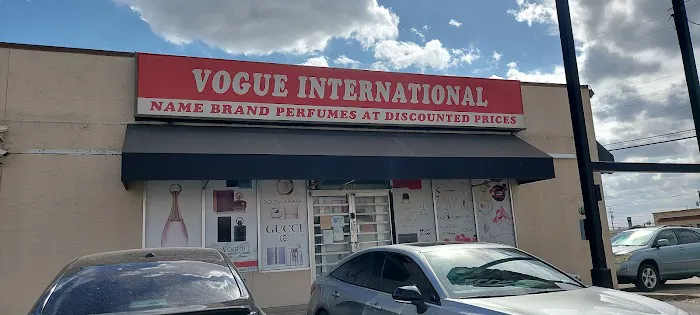 VOGUE INTERNATIONAL
NAME BRAND PERFUMES AT DISCOUNTED PRICES
GUCCI